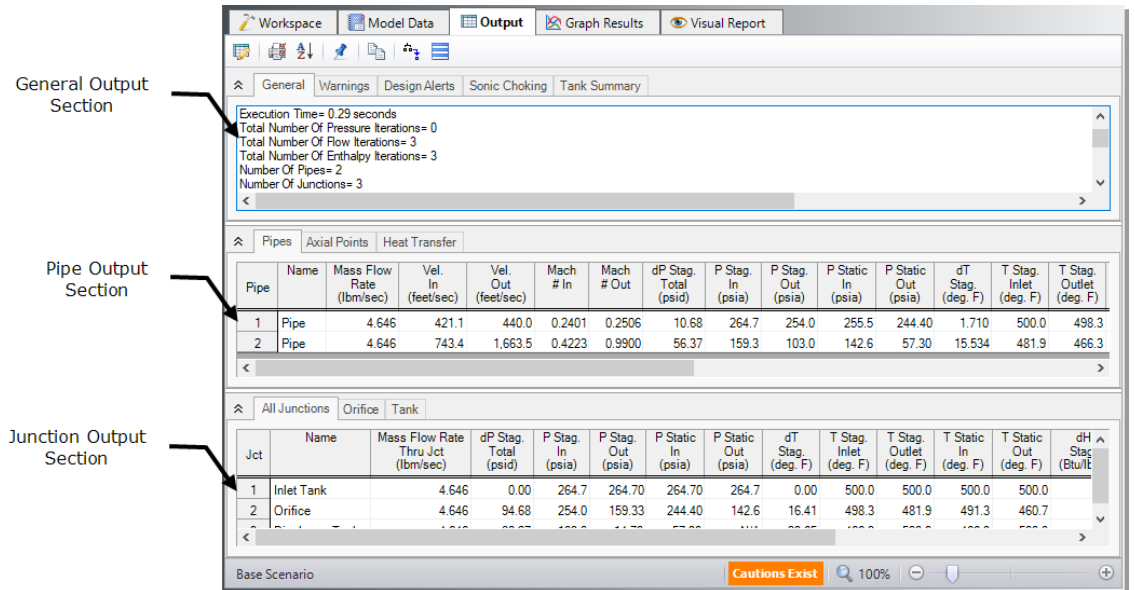 Workspace Model Data Output Graph Results Visual Report
General Output Section
General Warnings Design Alerts Sonic Choking Tank Summary
Execution Time= 0.29 seconds
Total Number Of Pressure Iterations= 0
Total Number Of Flow Iterations= 3
Total Number Of Enthalpy Iterations= 3
Number Of Pipes= 2
Number Of Junctions= 3
Pipe Output Section
Pipes Axial Points Heat Transfer
Pipe Name Mass Flow Rate (lbm/sec) Vel. In (feet/sec) Vel. Out (feet/sec) Mach # In Mach # Out dP Stag. Total (psid) P Stag. In (psia) P Stag. Out (psia) P Static In (psia) P Static Out (psia) dT Stag. (deg. F) T Stag. Inlet (deg. F) T Stag. Outlet (deg. F)
1 Pipe 4.646 421.1 440.0 0.2401 0.2506 10.68 264.7 254.0 255.5 244.40 1.710 500.0 498.3
2 Pipe 4.646 743.4 1,663.5 0.4223 0.9900 56.37 159.3 103.0 142.6 57.30 15.534 481.9 466.3
Junction Output Section
All Junctions Orifice Tank
Jct Name Mass Flow Rate Thru Jct (lbm/sec) dP Stag. Total (psid) P Stag. In (psia) P Stag. Out (psia) P Static In (psia) P Static Out (psia) dT Stag. (deg. F) T Stag. Inlet (deg. F) T Stag. Outlet (deg. F) T Static In (deg. F) T Static Out (deg. F) dH Stag (Btu/lb
1 Inlet Tank 4.646 0.00 264.7 264.70 264.70 264.7 0.00 500.0 500.0 500.0 500.0
2 Orifice 4.646 94.68 254.0 159.33 244.40 142.6 16.41 498.3 481.9 491.3 460.7
Base Scenario Cautions Exist 100%